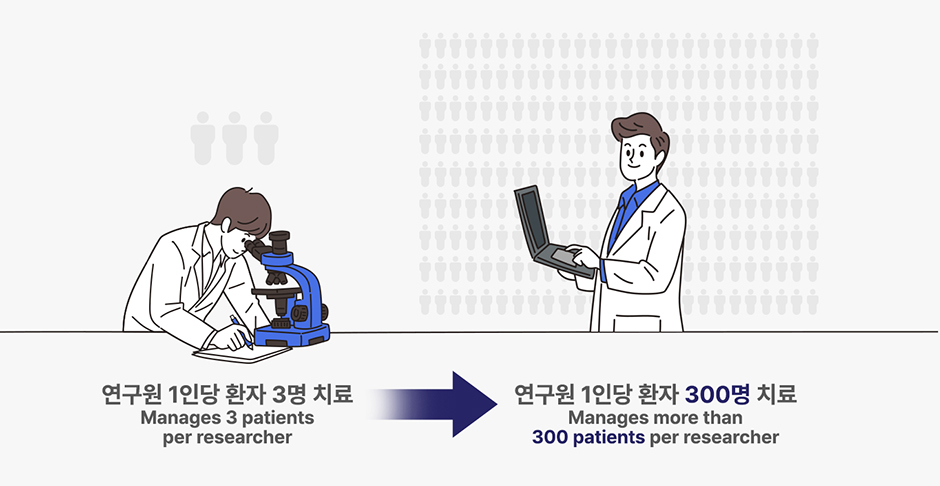 연구원 1인당 환자 3명 치료
Manages 3 patients
per researcher
연구원 1인당 환자 300명 치료
Manages more than
300 patients per researcher